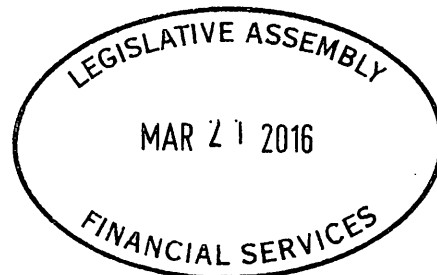 LEGISLATIVE ASSEMBLY
MAR 21 2016
FINANCIAL SERVICES